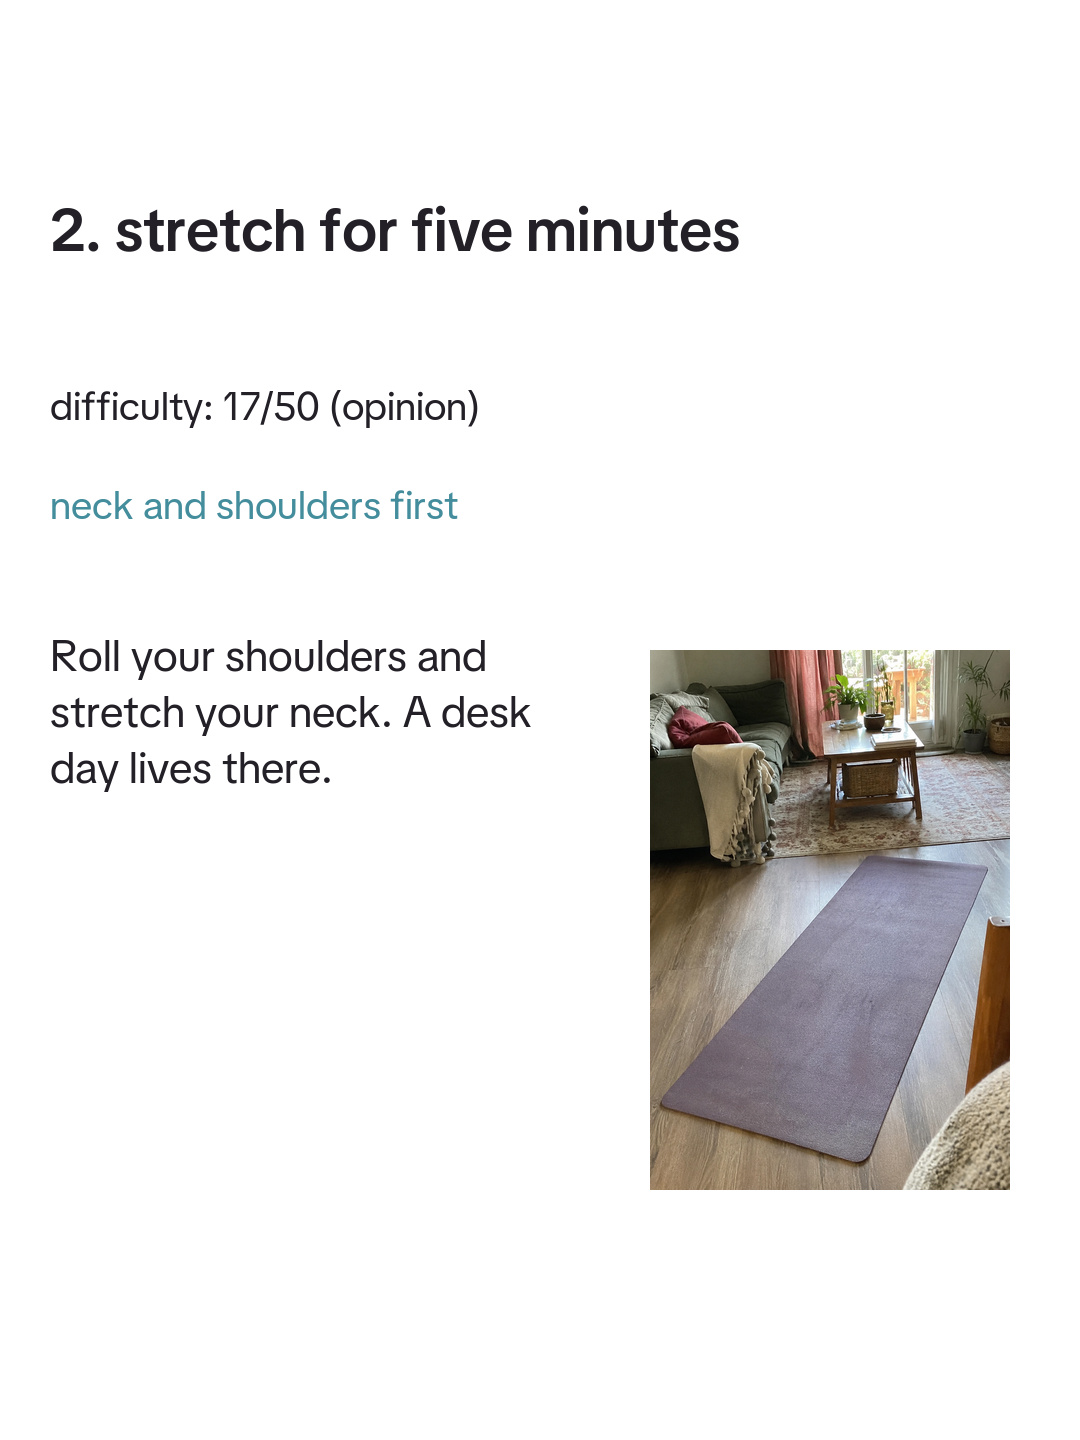 2. stretch for five minutes
difficulty: 17/50 (opinion)
neck and shoulders first
Roll your shoulders and
stretch your neck. A desk
day lives there.